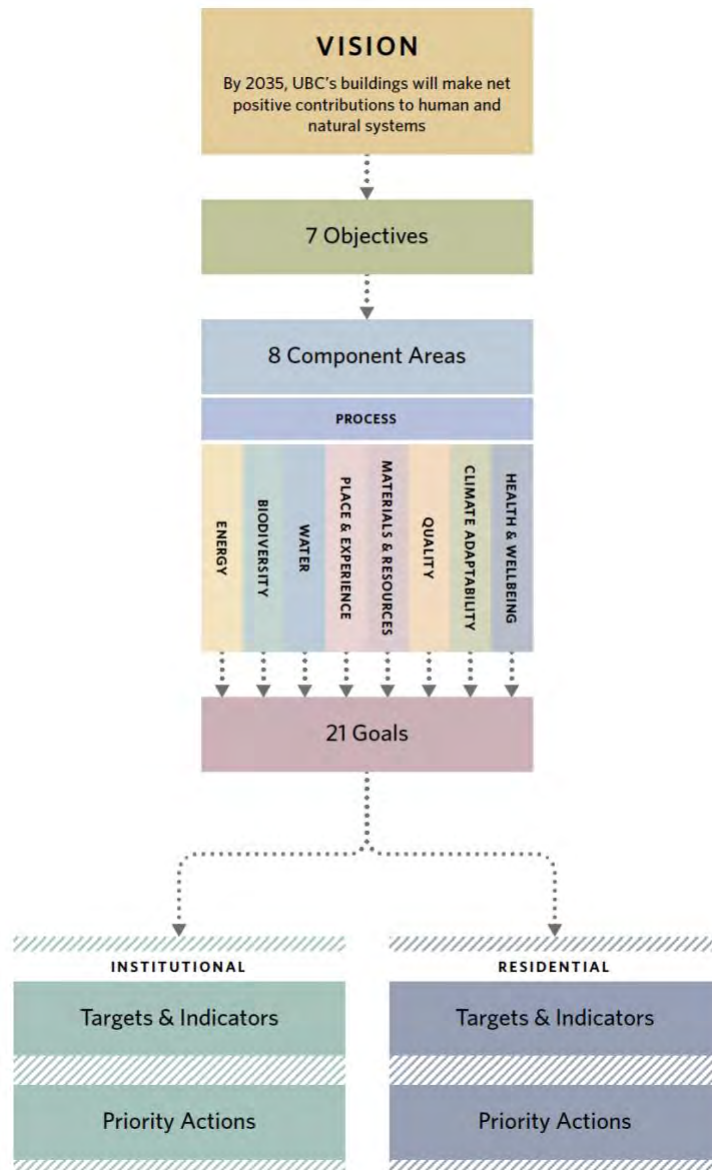 VISION
By 2035, UBC's buildings will make net
positive contributions to human and
natural systems
7 Objectives
8 Component Areas
PROCESS
ENERGY
BIODIVERSITY
WATER
PLACE & EXPERIENCE
MATERIALS & RESOURCES
QUALITY
CLIMATE ADAPTABILITY
HEALTH & WELLBEING
21 Goals
INSTITUTIONAL
Targets & Indicators
Priority Actions
RESIDENTIAL
Targets & Indicators
Priority Actions